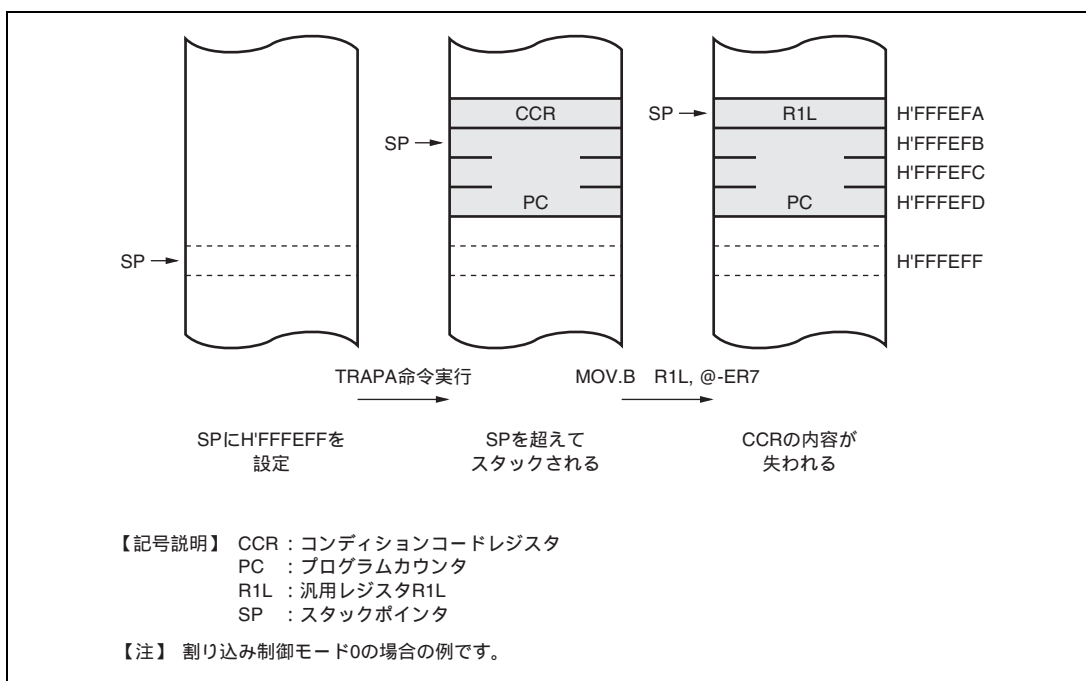 CCR
SP
R1L
H'FFFEFA
SP
H'FFFEFB
H'FFFEFC
PC
PC
H'FFFEFD
SP
H'FFFEFF
TRAPA命令実行
MOV.B R1L, @-ER7
SPにH'FFFEFFを
設定
SPを超えて
スタックされる
CCRの内容が
失われる
【記号説明】 CCR : コンディションコードレジスタ
PC : プログラムカウンタ
R1L : 汎用レジスタR1L
SP : スタックポインタ
【注】 割り込み制御モード0の場合の例です。